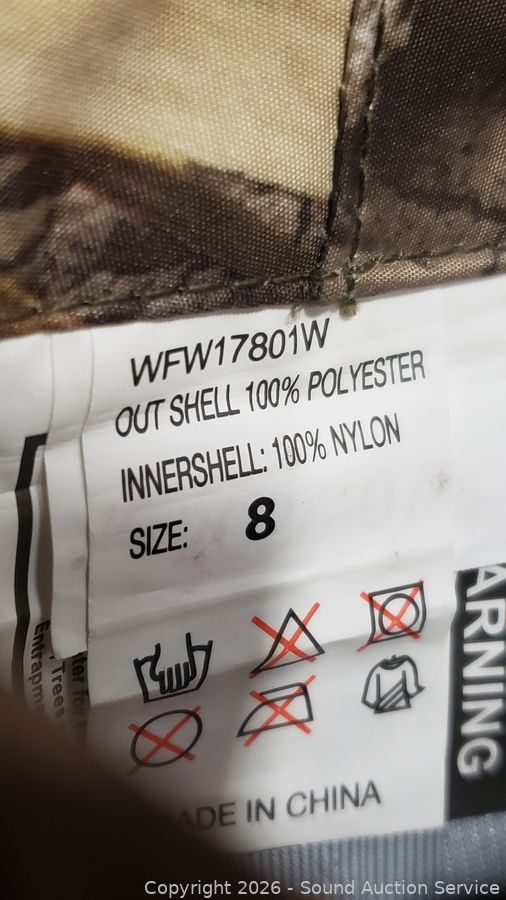 WFW17801W
OUT SHELL 100% POLYESTER
INNERSHELL: 100% NYLON
SIZE: 8
ADE IN CHINA
ARNING
Trees
Entrapme
Copyright 2026 - Sound Auction Service